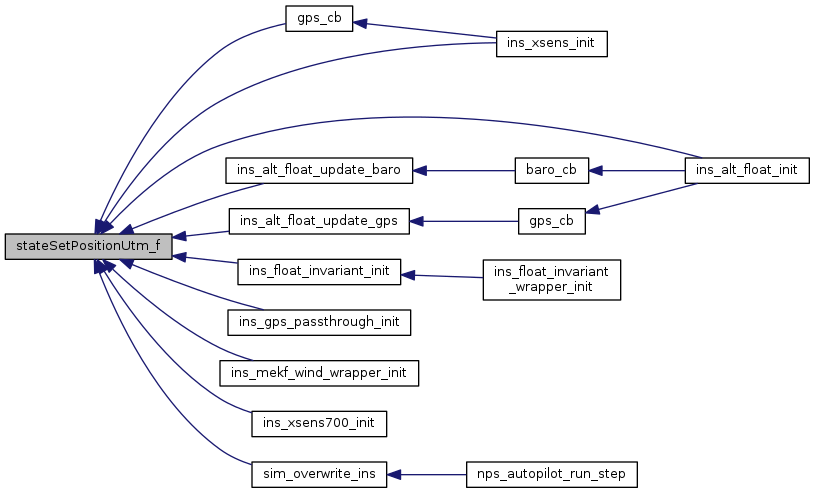 gps_cb
ins_xsens_init
ins_alt_float_update_baro
baro_cb
ins_alt_float_init
ins_alt_float_update_gps
gps_cb
stateSetPositionUtm_f
ins_float_invariant_init
ins_float_invariant
_wrapper_init
ins_gps_passthrough_init
ins_mekf_wind_wrapper_init
ins_xsens700_init
sim_overwrite_ins
nps_autopilot_run_step